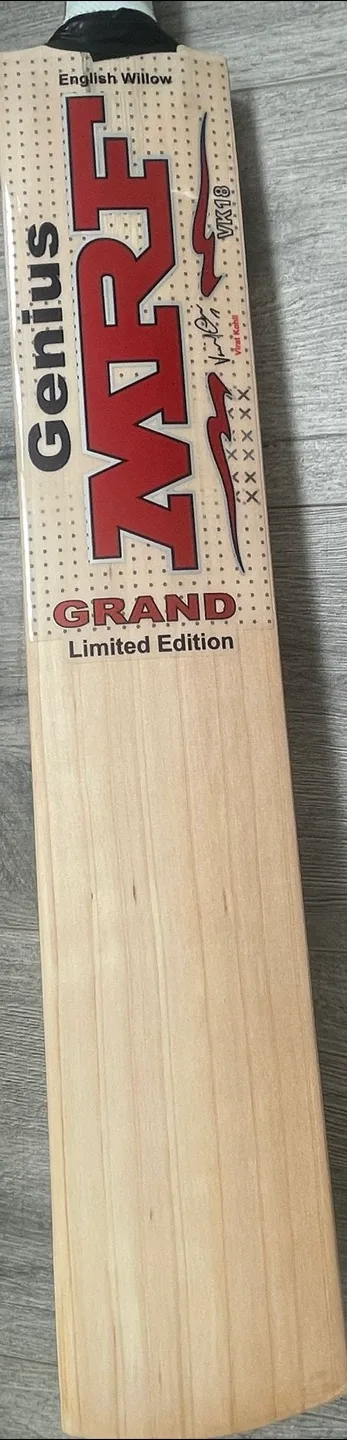 English Willow
Genius
MRF
VK18
Virat Kohli
GRAND
Limited Edition